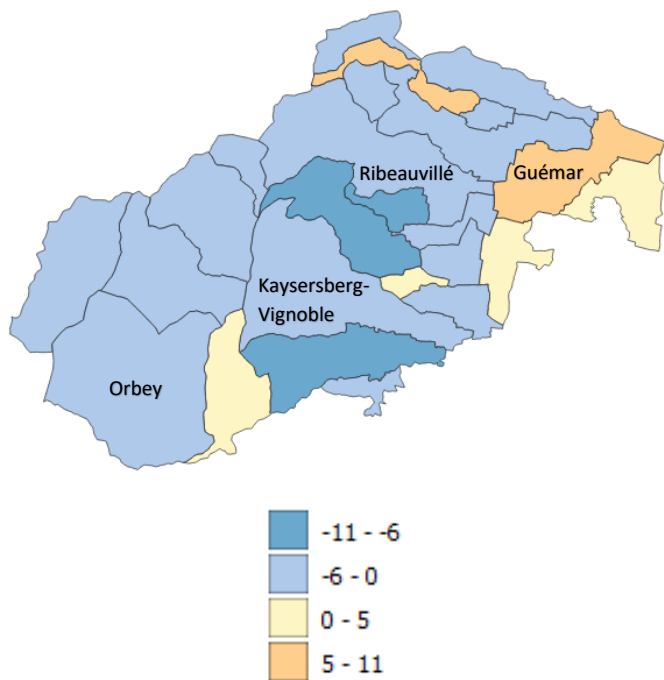 Ribeauvillé
Guémar
Kaysersberg-
Vignoble
Orbey
-11 - -6
-6 - 0
0 - 5
5 - 11